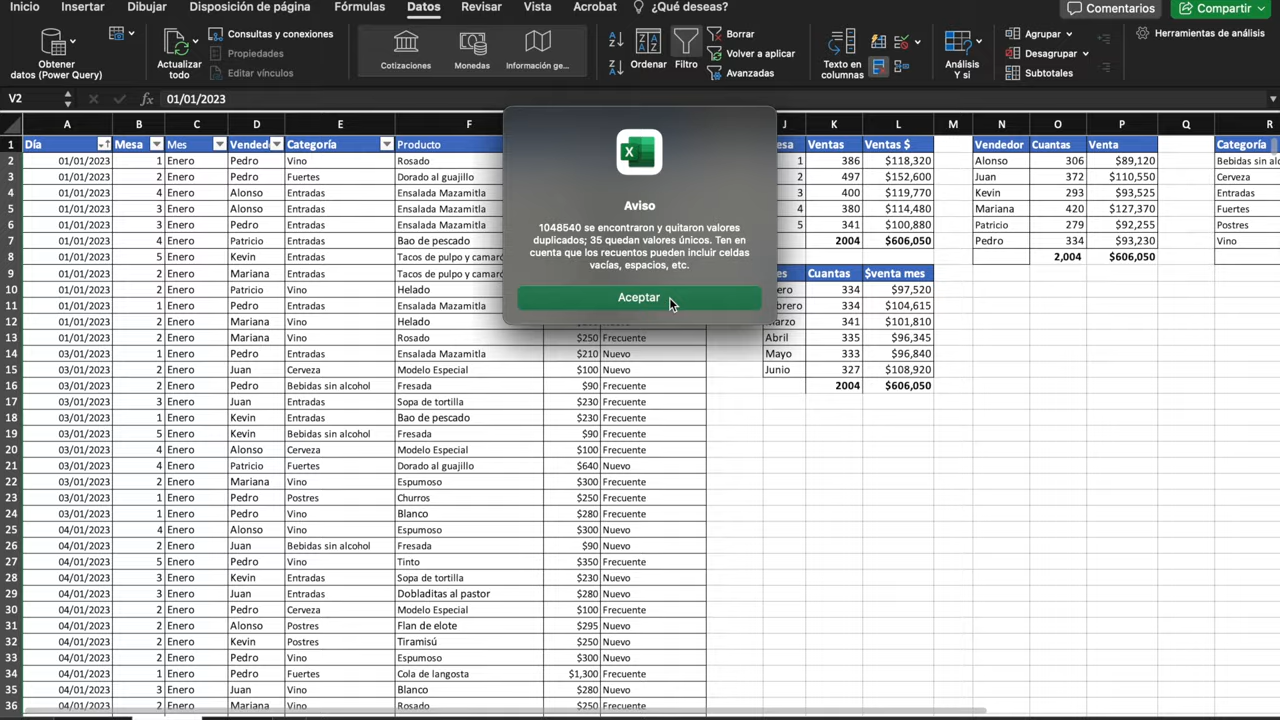 Inicio Insertar Dibujar Disposición de página Fórmulas Datos Revisar Vista Acrobat ¿Qué deseas? Comentarios Compartir
Obtener datos (Power Query)
Actualizar todo
Consultas y conexiones
Propiedades
Editar vínculos
Cotizaciones Monedas Información ge...
Ordenar Filtro
Borrar
Volver a aplicar
Avanzadas
Texto en columnas
Análisis Y si
Agrupar
Desagrupar
Subtotales
Herramientas de análisis
V2 fx 01/01/2023
A B C D E F J K L M N O P Q R
1 Día Mesa Mes Vended Categoría Producto esa Ventas Ventas $ Vendedor Cuantas Venta Categoría
2 01/01/2023 1 Enero Pedro Vino Rosado 1 386 $118,320 Alonso 306 $89,120 Bebidas sin alc
3 01/01/2023 2 Enero Pedro Fuertes Dorado al guajillo 2 497 $152,600 Juan 372 $110,550 Cerveza
4 01/01/2023 4 Enero Alonso Entradas Ensalada Mazamitla 3 400 $119,770 Kevin 293 $93,525 Entradas
5 01/01/2023 3 Enero Alonso Entradas Ensalada Mazamitla 4 380 $114,480 Mariana 420 $127,370 Fuertes
6 01/01/2023 3 Enero Pedro Entradas Ensalada Mazamitla 5 341 $100,880 Patricio 279 $92,255 Postres
7 01/01/2023 4 Enero Patricio Entradas Bao de pescado 2004 $606,050 Pedro 334 $93,230 Vino
8 01/01/2023 5 Enero Kevin Entradas Tacos de pulpo y camaró 2,004 $606,050
9 01/01/2023 2 Enero Mariana Entradas Tacos de pulpo y camaró es Cuantas $venta mes
10 01/01/2023 2 Enero Patricio Vino Helado ero 334 $97,520
11 01/01/2023 3 Enero Pedro Entradas Ensalada Mazamitla brero 334 $104,615
12 01/01/2023 2 Enero Mariana Vino Helado arzo 341 $101,810
13 01/01/2023 2 Enero Mariana Vino Rosado $250 Frecuente Abril 335 $96,345
14 01/01/2023 1 Enero Pedro Entradas Ensalada Mazamitla $210 Nuevo Mayo 333 $96,840
15 01/01/2023 2 Enero Juan Cerveza Modelo Especial $100 Nuevo Junio 327 $108,920
16 03/01/2023 2 Enero Mariana Bebidas sin alcohol Fresada $90 Frecuente 2004 $606,050
17 03/01/2023 3 Enero Juan Entradas Sopa de tortilla $230 Frecuente
18 03/01/2023 1 Enero Kevin Entradas Bao de pescado $230 Frecuente
19 03/01/2023 5 Enero Kevin Bebidas sin alcohol Fresada $90 Frecuente
20 03/01/2023 4 Enero Alonso Cerveza Modelo Especial $100 Frecuente
21 03/01/2023 4 Enero Patricio Fuertes Dorado al guajillo $640 Nuevo
22 03/01/2023 2 Enero Mariana Vino Espumoso $300 Frecuente
23 03/01/2023 1 Enero Pedro Postres Churros $250 Frecuente
24 03/01/2023 1 Enero Pedro Vino Blanco $280 Frecuente
25 04/01/2023 4 Enero Alonso Vino Espumoso $300 Nuevo
26 04/01/2023 2 Enero Juan Bebidas sin alcohol Fresada $90 Nuevo
27 04/01/2023 5 Enero Pedro Vino Tinto $350 Frecuente
28 04/01/2023 3 Enero Kevin Entradas Sopa de tortilla $230 Nuevo
29 04/01/2023 3 Enero Juan Entradas Dobladitas al pastor $280 Nuevo
30 04/01/2023 2 Enero Pedro Cerveza Modelo Especial $100 Frecuente
31 04/01/2023 2 Enero Alonso Postres Flan de elote $295 Nuevo
32 04/01/2023 2 Enero Kevin Postres Tiramisú $250 Nuevo
33 04/01/2023 2 Enero Pedro Vino Espumoso $300 Nuevo
34 04/01/2023 1 Enero Pedro Fuertes Cola de langosta $1,300 Frecuente
35 04/01/2023 3 Enero Juan Vino Blanco $280 Nuevo
36 04/01/2023 2 Enero Mariana Vino Rosado $250 Nuevo
Aviso
1048540 se encontraron y quitaron valores
duplicados; 35 quedan valores únicos. Ten en
cuenta que los recuentos pueden incluir celdas
vacías, espacios, etc.
Aceptar